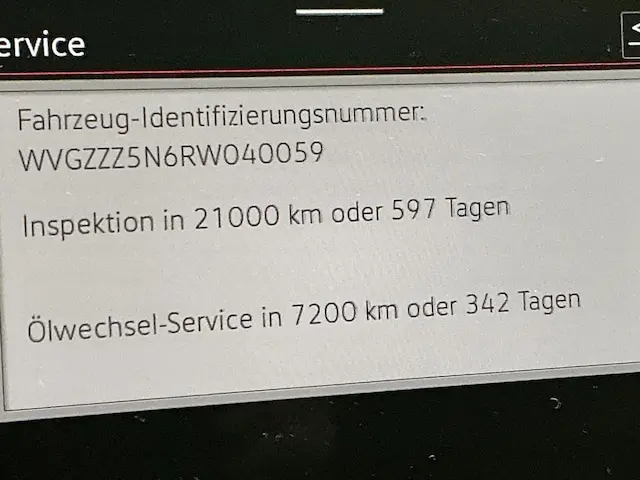 ervice
Fahrzeug-Identifizierungsnummer:
WVGZZZ5N6RW040059
Inspektion in 21000 km oder 597 Tagen
Ölwechsel-Service in 7200 km oder 342 Tagen